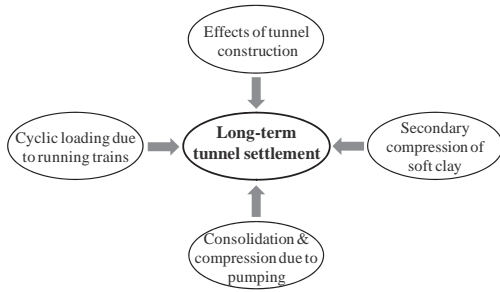 Effects of tunnel
construction
Cyclic loading due
to running trains
Long-term
tunnel settlement
Secondary
compression of
soft clay
Consolidation &
compression due to
pumping